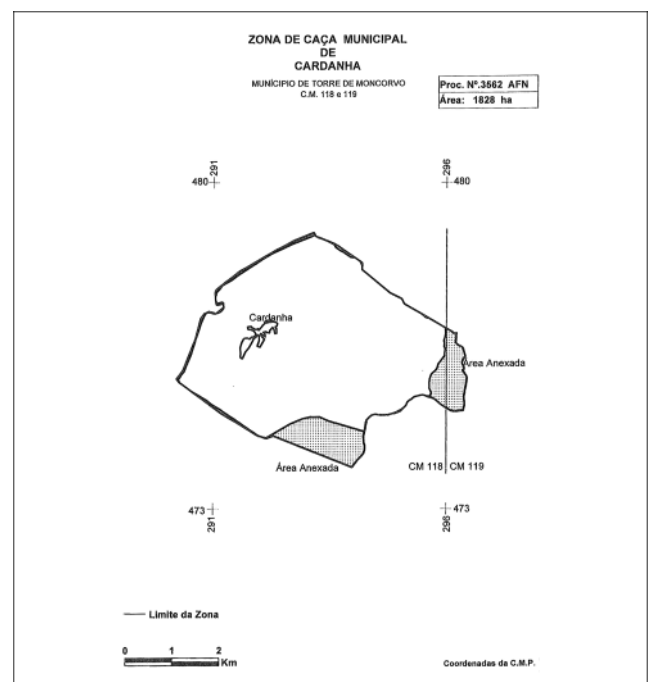 ZONA DE CAÇA MUNICIPAL
DE
CARDANHA
MUNÍCIPIO DE TORRE DE MONCORVO
C.M. 118 e 119
Proc. Nº.3562 AFN
Área: 1828 ha
291
480
296
480
Cardanha
Área Anexada
Área Anexada
CM 118 CM 119
473
291
473
296
Limite da Zona
0 1 2
Km
Coordenadas da C.M.P.